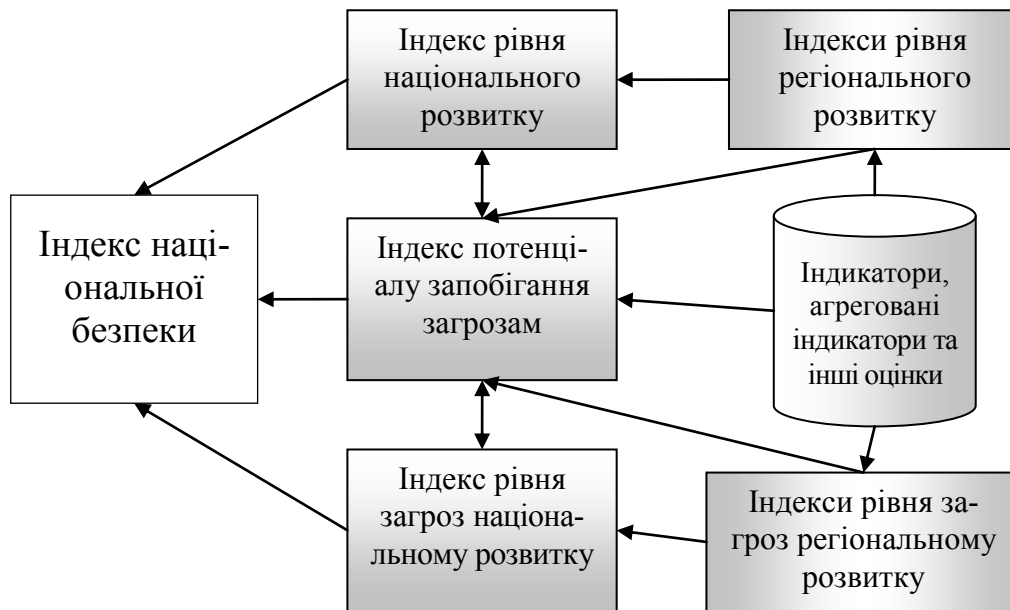 Індекс рівня
національного
розвитку
Індекси рівня
регіонального
розвитку
Індекс наці-
ональної
безпеки
Індекс потенці-
алу запобігання
загрозам
Індикатори,
агреговані
індикатори та
інші оцінки
Індекс рівня
загроз націона-
льному розвитку
Індекси рівня за-
гроз регіональному
розвитку